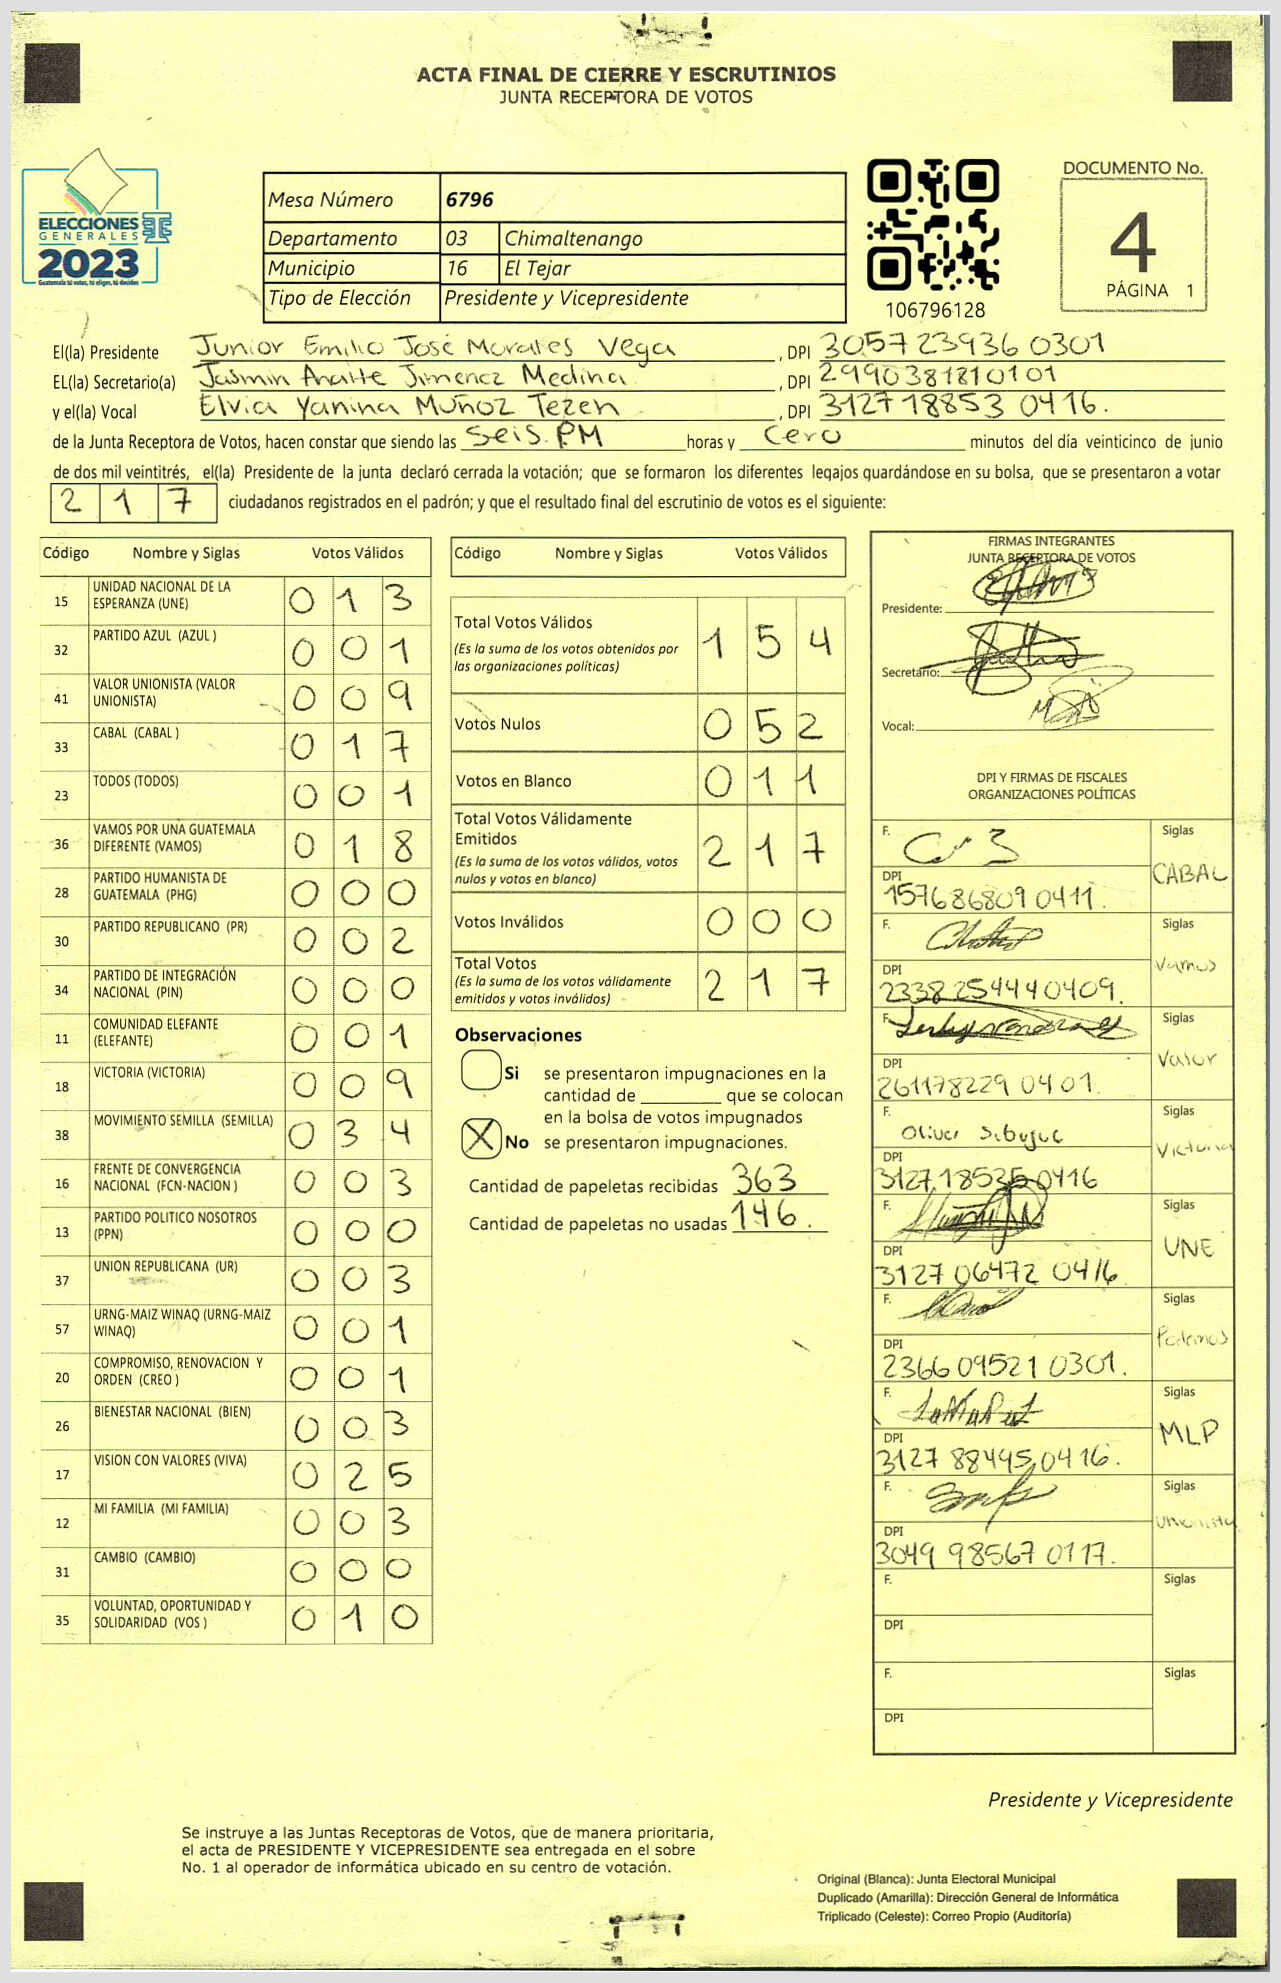 ACTA FINAL DE CIERRE Y ESCRUTINIOS
JUNTA RECEPTORA DE VOTOS
ELECCIONES
GENERALES
2023
Guatemala tú votas, tú eliges, tú decides
Mesa Número 6796
Departamento 03 Chimaltenango
Municipio 16 El Tejar
Tipo de Elección Presidente y Vicepresidente
106796128
DOCUMENTO No.
4
PÁGINA 1
El(la) Presidente Junior Emilio José Morales Vega, DPI 305723936 0301
EL(la) Secretario(a) Jasmin Anaite Jimenez Medina, DPI 2990381810101
y el(la) Vocal Elvia Yanina Muñoz Tezen, DPI 312718853 0416.
de la Junta Receptora de Votos, hacen constar que siendo las seis PM horas y cero minutos del día veinticinco de junio
de dos mil veintitrés, el(la) Presidente de la junta declaró cerrada la votación; que se formaron los diferentes legajos guardándose en su bolsa, que se presentaron a votar
2 1 7 ciudadanos registrados en el padrón; y que el resultado final del escrutinio de votos es el siguiente:
Código Nombre y Siglas Votos Válidos
15 UNIDAD NACIONAL DE LA ESPERANZA (UNE) 0 1 3
32 PARTIDO AZUL (AZUL ) 0 0 1
41 VALOR UNIONISTA (VALOR UNIONISTA) 0 0 9
33 CABAL (CABAL ) 0 1 7
23 TODOS (TODOS) 0 0 1
36 VAMOS POR UNA GUATEMALA DIFERENTE (VAMOS) 0 1 8
28 PARTIDO HUMANISTA DE GUATEMALA (PHG) 0 0 0
30 PARTIDO REPUBLICANO (PR) 0 0 2
34 PARTIDO DE INTEGRACIÓN NACIONAL (PIN) 0 0 0
11 COMUNIDAD ELEFANTE (ELEFANTE) 0 0 1
18 VICTORIA (VICTORIA) 0 0 9
38 MOVIMIENTO SEMILLA (SEMILLA) 0 3 4
16 FRENTE DE CONVERGENCIA NACIONAL (FCN-NACION ) 0 0 3
13 PARTIDO POLITICO NOSOTROS (PPN) 0 0 0
37 UNION REPUBLICANA (UR) 0 0 3
57 URNG-MAIZ WINAQ (URNG-MAIZ WINAQ) 0 0 1
20 COMPROMISO, RENOVACION Y ORDEN (CREO ) 0 0 1
26 BIENESTAR NACIONAL (BIEN) 0 0 3
17 VISION CON VALORES (VIVA) 0 2 5
12 MI FAMILIA (MI FAMILIA) 0 0 3
31 CAMBIO (CAMBIO) 0 0 0
35 VOLUNTAD, OPORTUNIDAD Y SOLIDARIDAD (VOS ) 0 1 0
Código Nombre y Siglas Votos Válidos
Total Votos Válidos 1 5 4
(Es la suma de los votos obtenidos por
las organizaciones políticas)
Votos Nulos 0 5 2
Votos en Blanco 0 1 1
Total Votos Válidamente
Emitidos 2 1 7
(Es la suma de los votos válidos, votos
nulos y votos en blanco)
Votos Inválidos 0 0 0
Total Votos 2 1 7
(Es la suma de los votos válidamente
emitidos y votos inválidos)
Observaciones
Si se presentaron impugnaciones en la
cantidad de ________ que se colocan
en la bolsa de votos impugnados
X No se presentaron impugnaciones.
Cantidad de papeletas recibidas 363
Cantidad de papeletas no usadas 146.
FIRMAS INTEGRANTES
JUNTA RECEPTORA DE VOTOS
Presidente:
Secretario:
Vocal:
DPI Y FIRMAS DE FISCALES
ORGANIZACIONES POLÍTICAS
F. Siglas
CABAL
DPI
157686809 0411.
F. Siglas
Vamos
DPI
2338254440409.
F. Siglas
Valor
DPI
261178229 0401.
F. Siglas
Oliver
Victoria
DPI
3127 18535 0416
F. Siglas
UNE
DPI
3127 06472 0416
F. Siglas
Podemos
DPI
2366 09521 0301.
F. Siglas
MLP
DPI
3127 88445 0416.
F. Siglas
Unionista
DPI
3049 98567 0117.
F. Siglas
DPI
F. Siglas
DPI
Presidente y Vicepresidente
Se instruye a las Juntas Receptoras de Votos, que de manera prioritaria,
el acta de PRESIDENTE Y VICEPRESIDENTE sea entregada en el sobre
No. 1 al operador de informática ubicado en su centro de votación.
Original (Blanca): Junta Electoral Municipal
Duplicado (Amarilla): Dirección General de Informática
Triplicado (Celeste): Correo Propio (Auditoría)